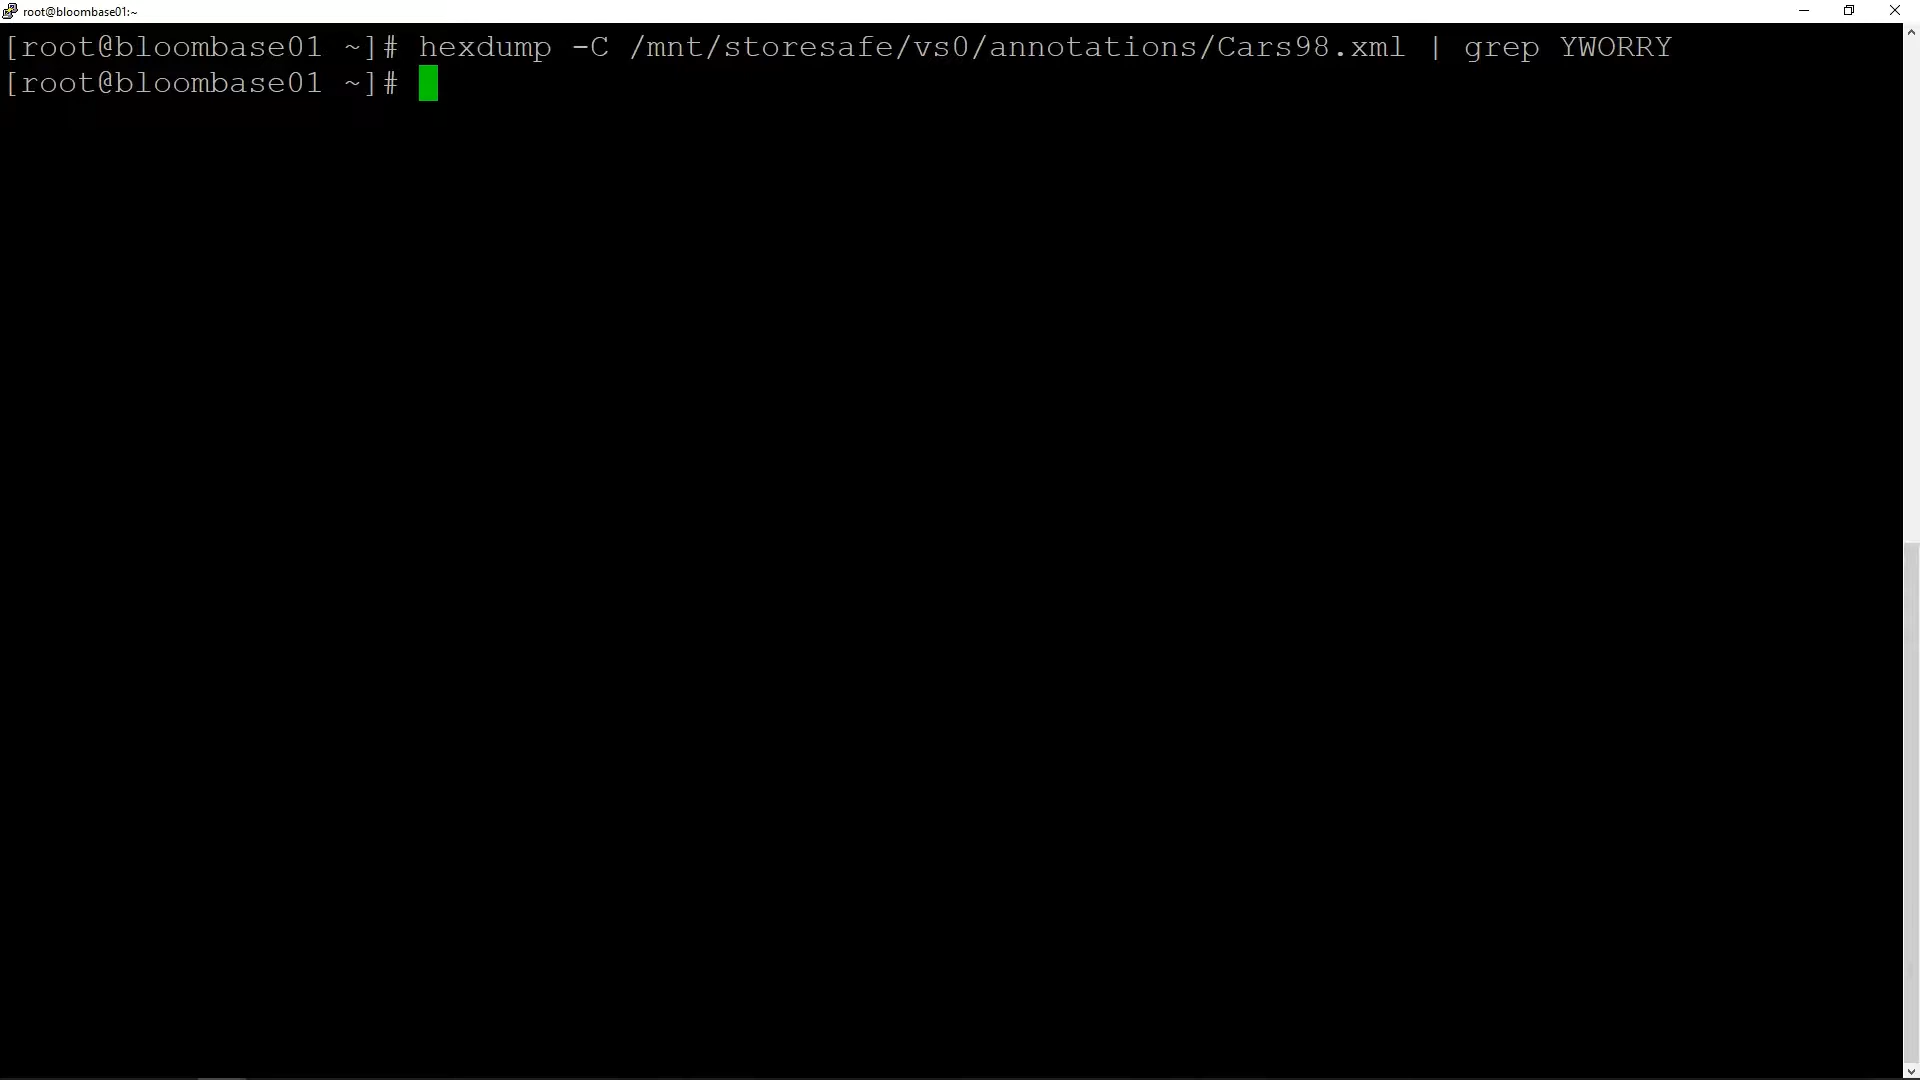 root@bloombase01:~
[root@bloombase01 ~]# hexdump -C /mnt/storesafe/vs0/annotations/Cars98.xml | grep YWORRY
[root@bloombase01 ~]#